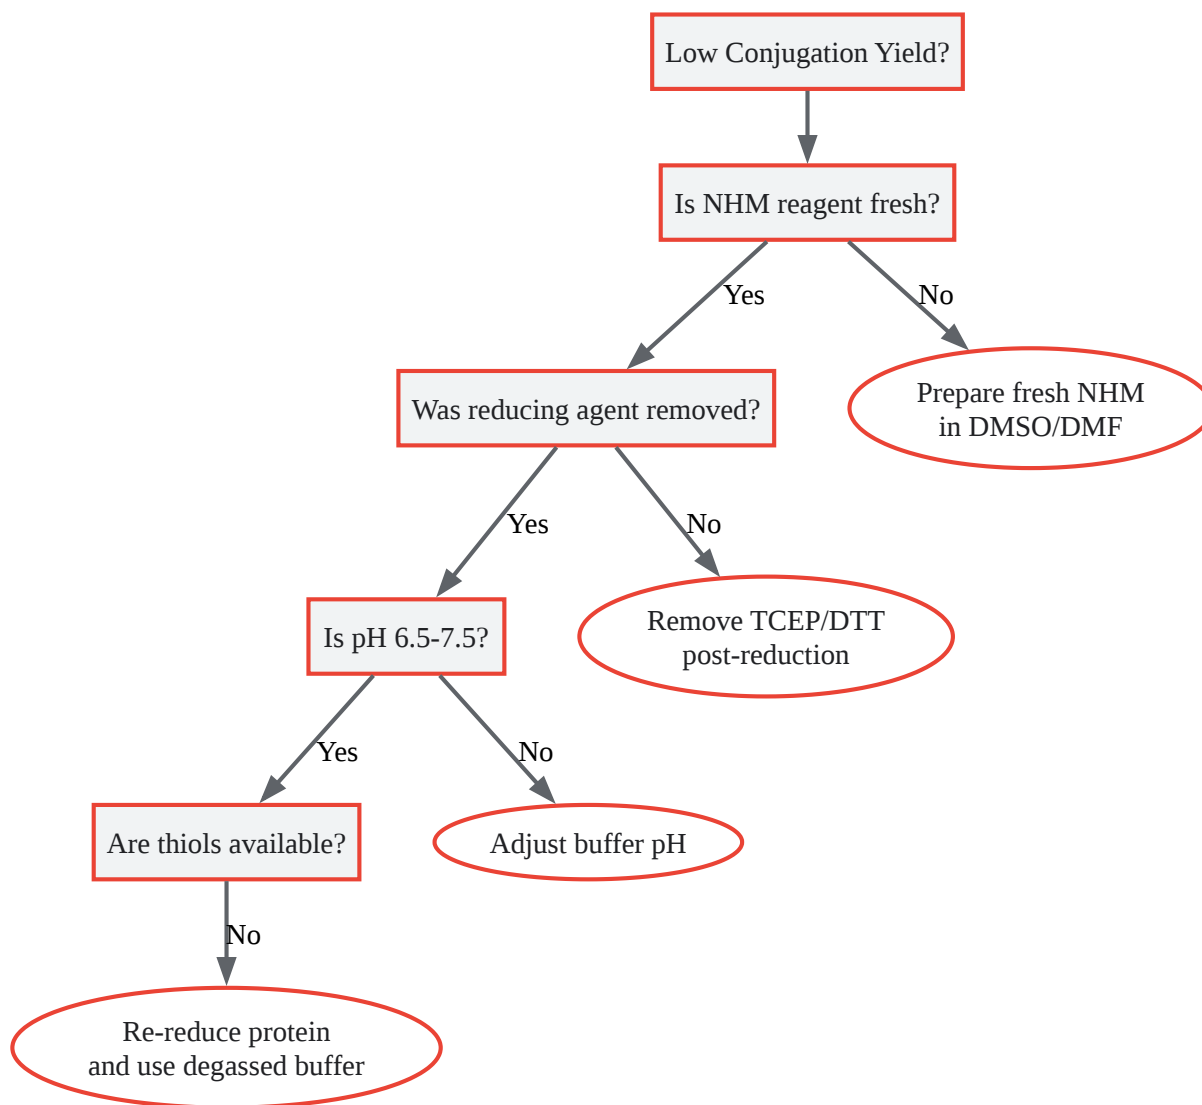 Low Conjugation Yield?
Is NHM reagent fresh?
Yes
No
Prepare fresh NHM
in DMSO/DMF
Was reducing agent removed?
Yes
No
Remove TCEP/DTT
post-reduction
Is pH 6.5-7.5?
Yes
No
Adjust buffer pH
Are thiols available?
No
Re-reduce protein
and use degassed buffer